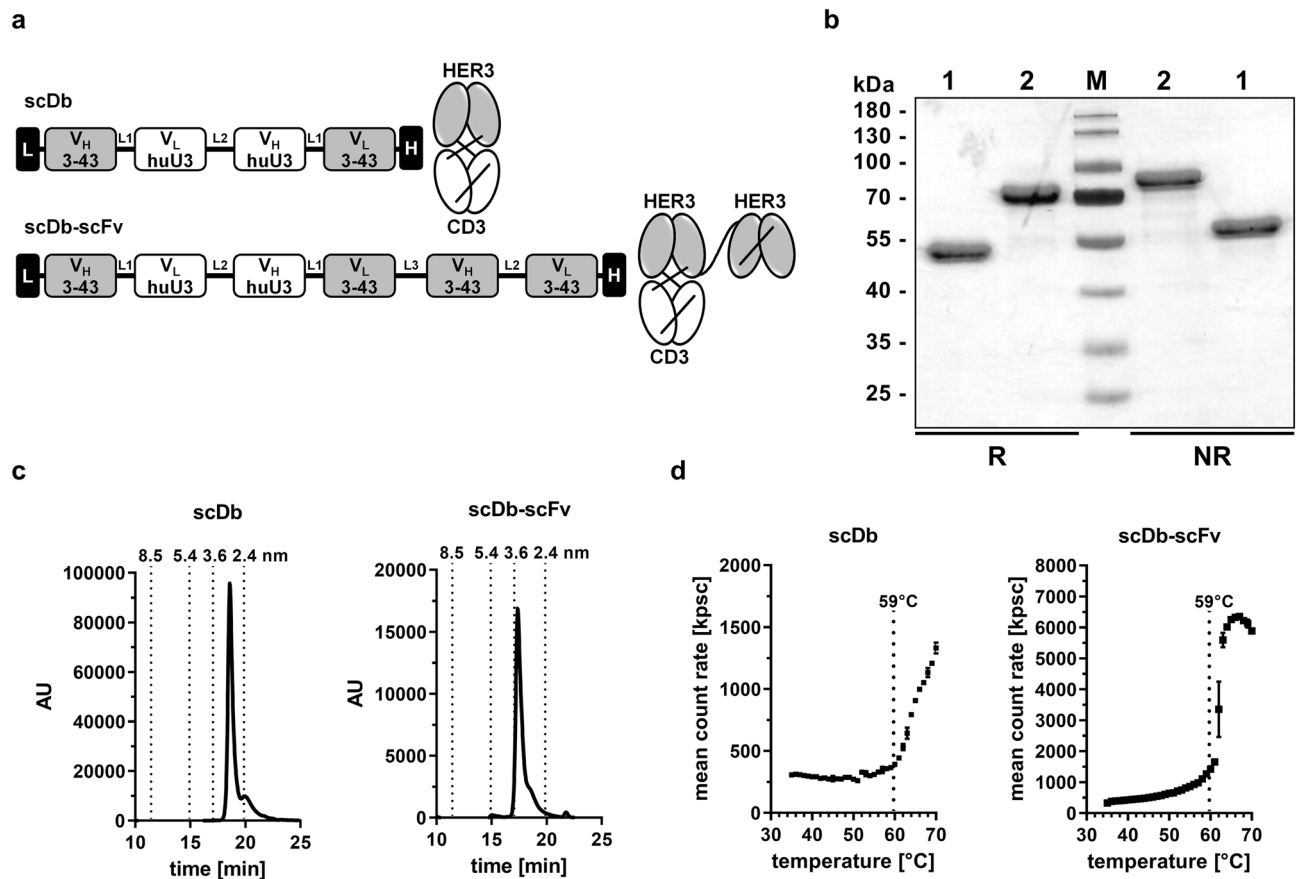 a
scDb
L V_H 3-43 L1 V_L huU3 L2 V_H huU3 L1 V_L 3-43 H
HER3
CD3
scDb-scFv
L V_H 3-43 L1 V_L huU3 L2 V_H huU3 L1 V_L 3-43 L3 V_H 3-43 L2 V_L 3-43 H
HER3 HER3
CD3
b
kDa 1 2 M 2 1
180 -
130 -
100 -
70 -
55 -
40 -
35 -
25 -
R NR
c
scDb
8.5 5.4 3.6 2.4 nm
AU
100000
80000
60000
40000
20000
0
10 15 20 25
time [min]
scDb-scFv
8.5 5.4 3.6 2.4 nm
AU
20000
15000
10000
5000
0
10 15 20 25
time [min]
d
scDb
59°C
mean count rate [kpsc]
2000
1500
1000
500
0
30 40 50 60 70
temperature [°C]
scDb-scFv
59°C
mean count rate [kpsc]
8000
7000
6000
5000
4000
3000
2000
1000
0
30 40 50 60 70
temperature [°C]